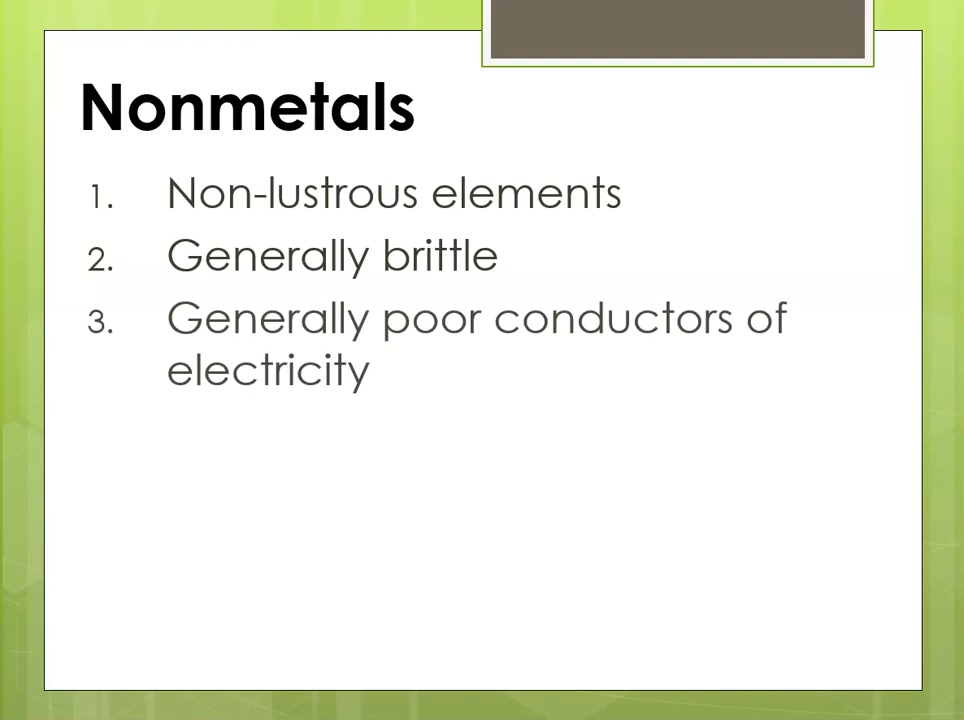 Nonmetals
1. Non-lustrous elements
2. Generally brittle
3. Generally poor conductors of
electricity